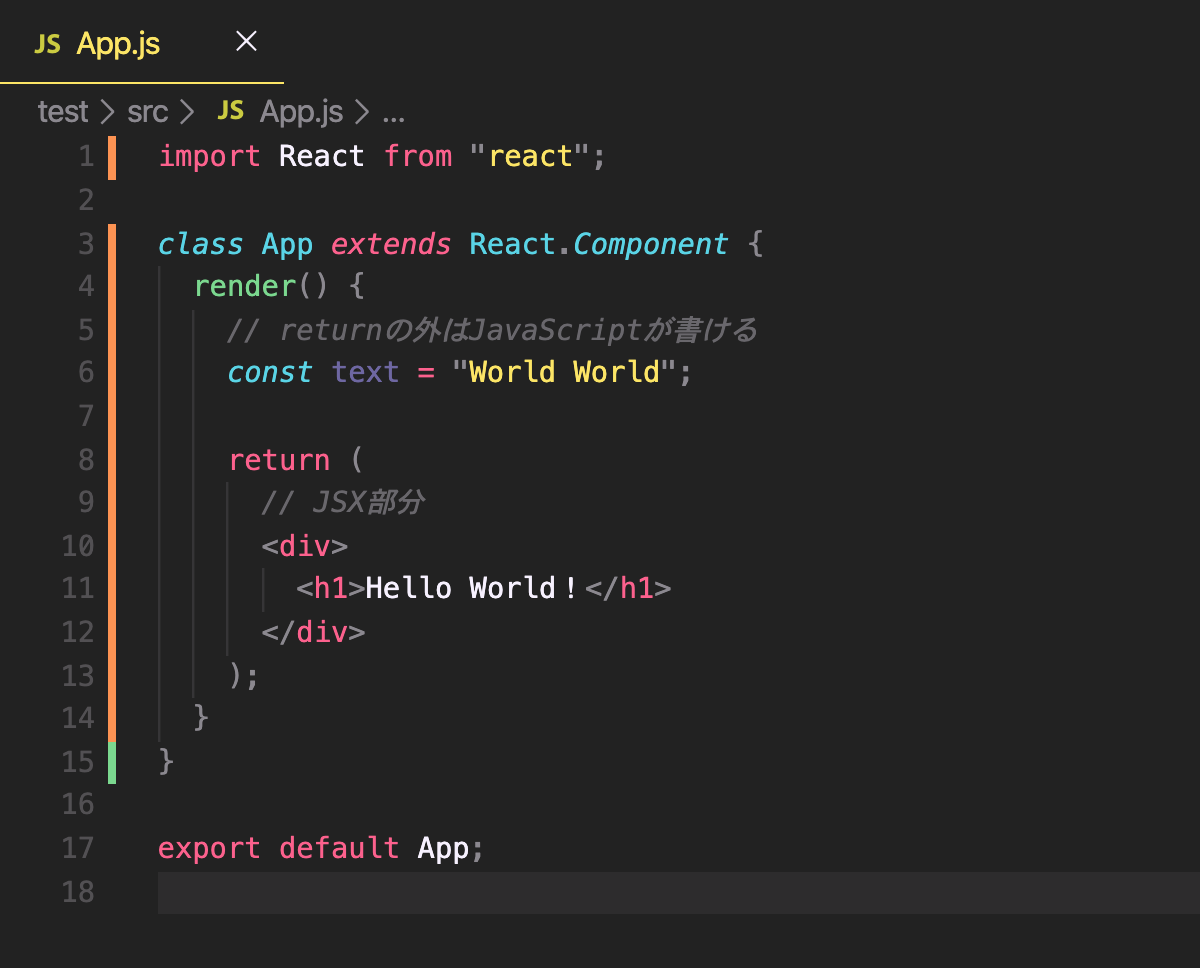 JS App.js ×
test > src > JS App.js > ...
1 import React from "react";
2
3 class App extends React.Component {
4   render() {
5     // returnの外はJavaScriptが書ける
6     const text = "World World";
7
8     return (
9       // JSX部分
10       <div>
11         <h1>Hello World！</h1>
12       </div>
13     );
14   }
15 }
16
17 export default App;
18